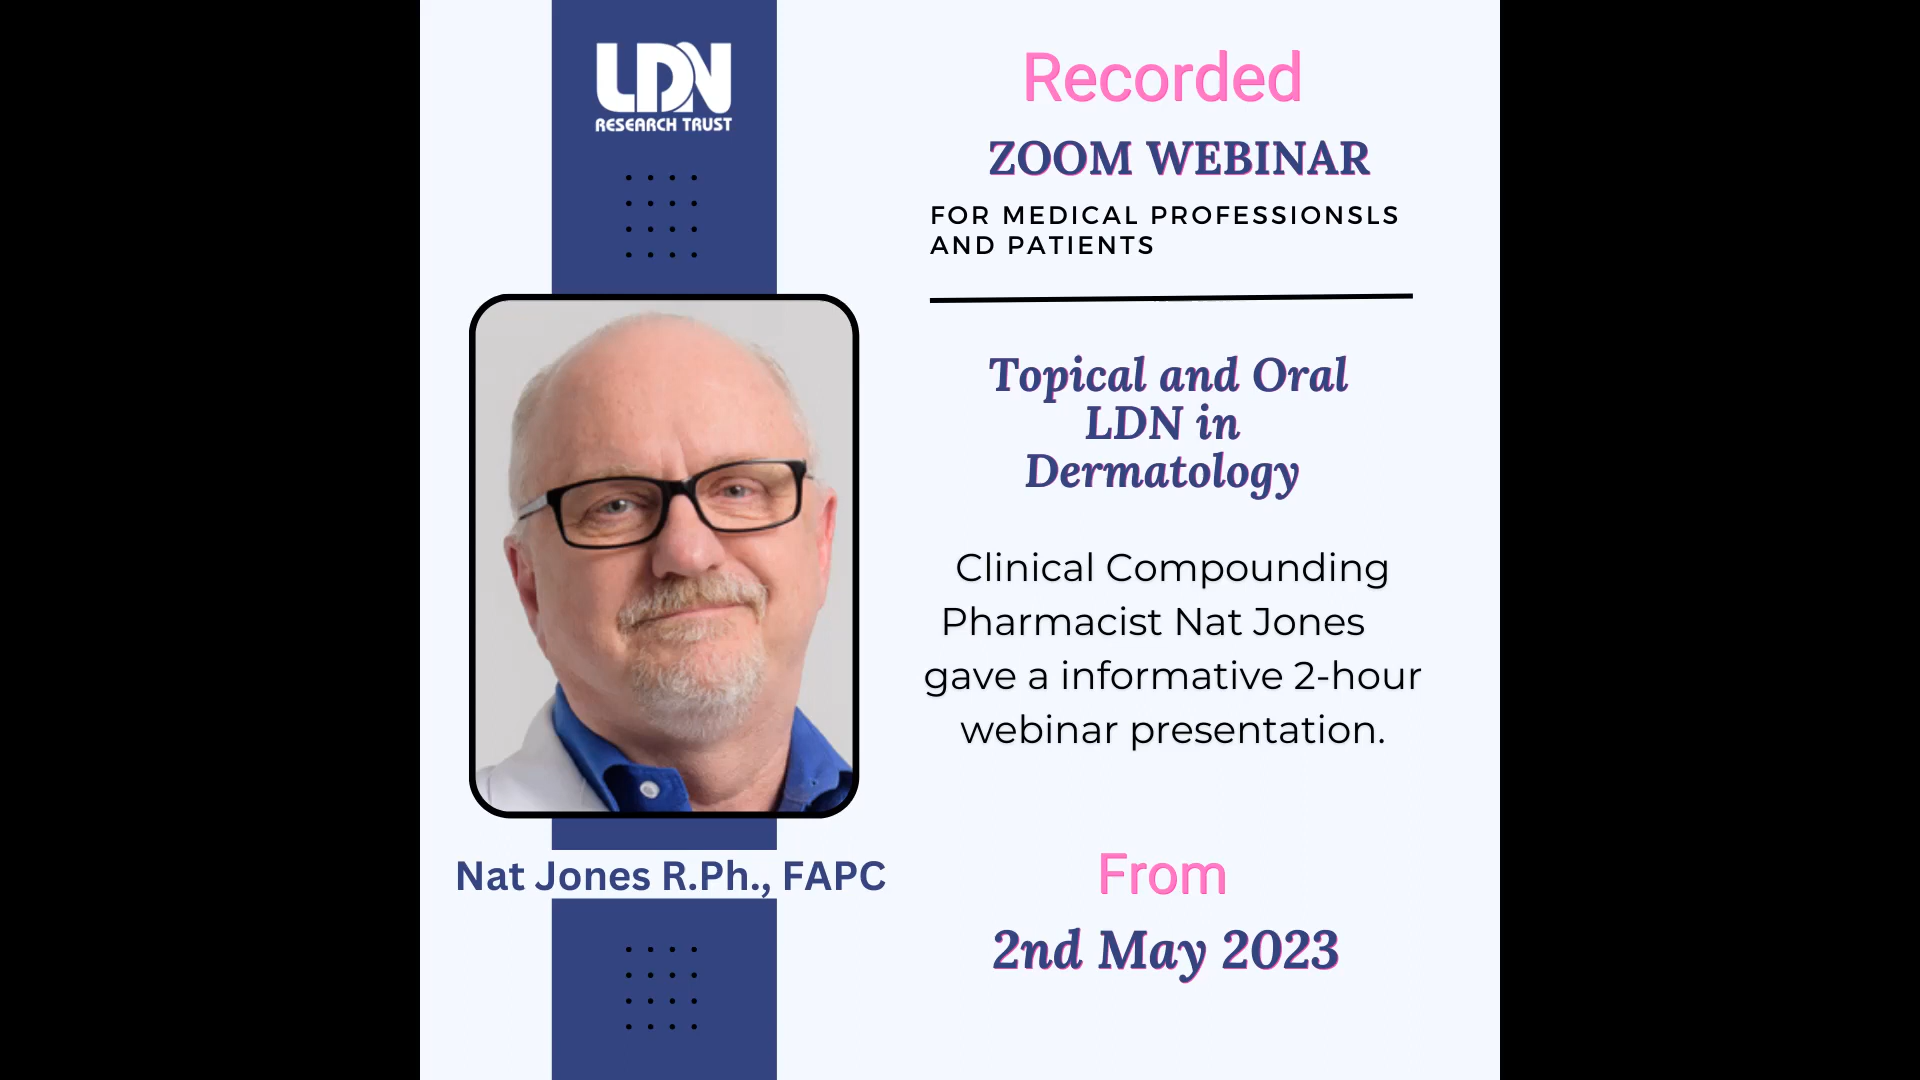 LDN
RESEARCH TRUST
Nat Jones R.Ph., FAPC
Recorded
ZOOM WEBINAR
FOR MEDICAL PROFESSIONSLS
AND PATIENTS
Topical and Oral
LDN in
Dermatology
Clinical Compounding
Pharmacist Nat Jones
gave a informative 2-hour
webinar presentation.
From
2nd May 2023